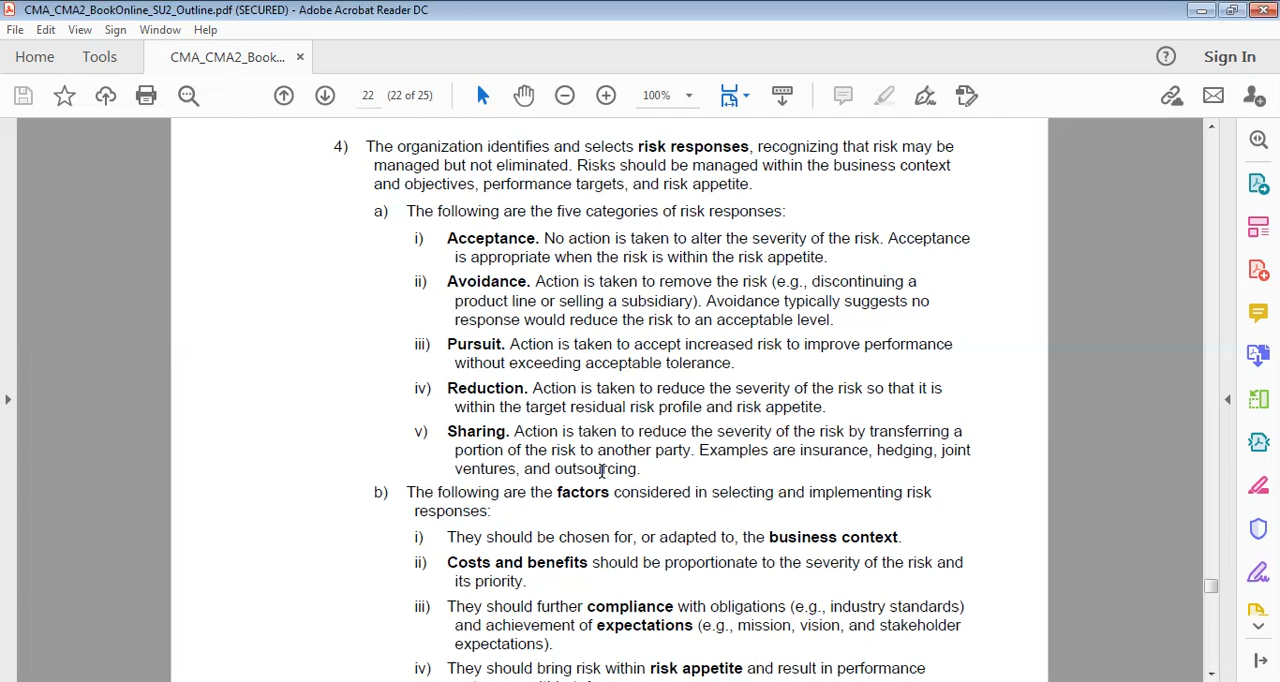 CMA_CMA2_BookOnline_SU2_Outline.pdf (SECURED) - Adobe Acrobat Reader DC
File Edit View Sign Window Help
Home Tools CMA_CMA2_Book... × Sign In
22 (22 of 25) 100%
4) The organization identifies and selects risk responses, recognizing that risk may be
managed but not eliminated. Risks should be managed within the business context
and objectives, performance targets, and risk appetite.
a) The following are the five categories of risk responses:
i) Acceptance. No action is taken to alter the severity of the risk. Acceptance
is appropriate when the risk is within the risk appetite.
ii) Avoidance. Action is taken to remove the risk (e.g., discontinuing a
product line or selling a subsidiary). Avoidance typically suggests no
response would reduce the risk to an acceptable level.
iii) Pursuit. Action is taken to accept increased risk to improve performance
without exceeding acceptable tolerance.
iv) Reduction. Action is taken to reduce the severity of the risk so that it is
within the target residual risk profile and risk appetite.
v) Sharing. Action is taken to reduce the severity of the risk by transferring a
portion of the risk to another party. Examples are insurance, hedging, joint
ventures, and outsourcing.
b) The following are the factors considered in selecting and implementing risk
responses:
i) They should be chosen for, or adapted to, the business context.
ii) Costs and benefits should be proportionate to the severity of the risk and
its priority.
iii) They should further compliance with obligations (e.g., industry standards)
and achievement of expectations (e.g., mission, vision, and stakeholder
expectations).
iv) They should bring risk within risk appetite and result in performance